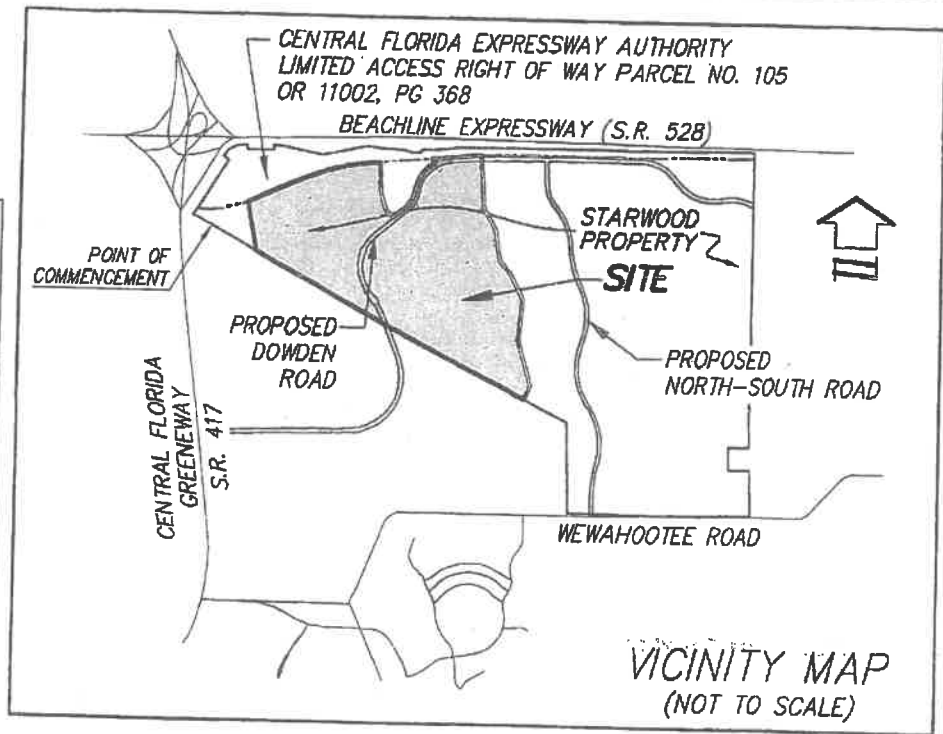 CENTRAL FLORIDA EXPRESSWAY AUTHORITY
LIMITED ACCESS RIGHT OF WAY PARCEL NO. 105
OR 11002, PG 368
BEACHLINE EXPRESSWAY (S.R. 528)
POINT OF
COMMENCEMENT
STARWOOD
PROPERTY
SITE
PROPOSED
DOWDEN
ROAD
PROPOSED
NORTH-SOUTH ROAD
CENTRAL FLORIDA
GREENEWAY
S.R. 417
WEWAHOOTEE ROAD
VICINITY MAP
(NOT TO SCALE)